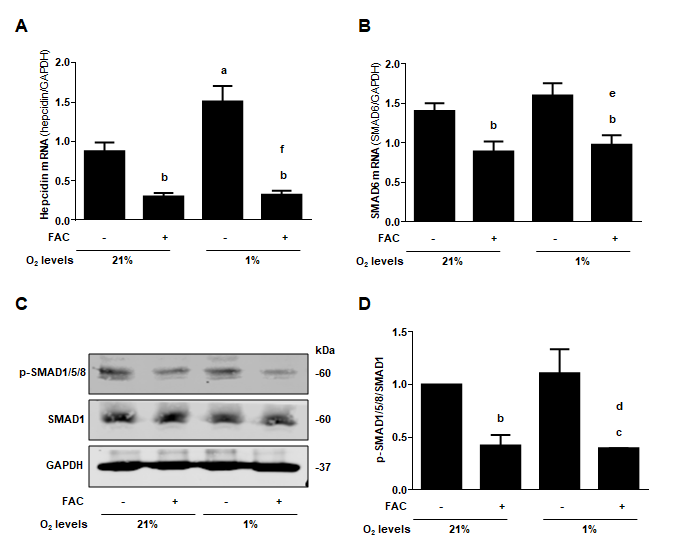 A
Hepcidin mRNA (hepcidin/GAPDH)
2.0
1.5
1.0
0.5
0.0
a
b
f
b
FAC - + - +
O2 levels 21% 1%
B
SMAD6 mRNA (SMAD6/GAPDH)
2.0
1.5
1.0
0.5
0.0
b
e
b
FAC - + - +
O2 levels 21% 1%
C
kDa
p-SMAD1/5/8 -60
SMAD1 -60
GAPDH -37
FAC - + - +
O2 levels 21% 1%
D
p-SMAD1/5/8/SMAD1
1.5
1.0
0.5
0.0
b
d
c
FAC - + - +
O2 levels 21% 1%